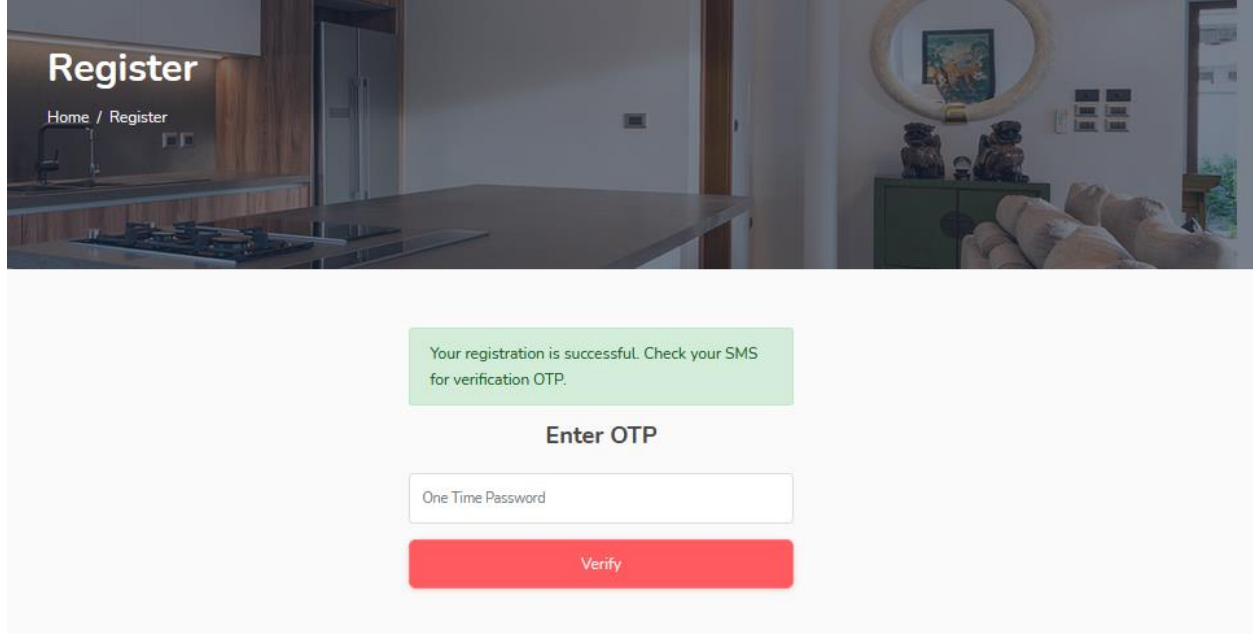 Register
Home / Register
Your registration is successful. Check your SMS
for verification OTP.
Enter OTP
One Time Password
Verify